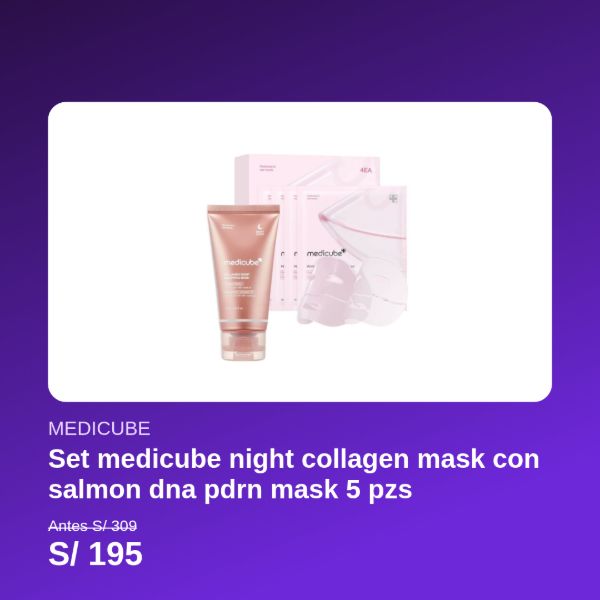 4EA
medicube
medicube
MEDICUBE
Set medicube night collagen mask con
salmon dna pdrn mask 5 pzs
Antes S/ 309
S/ 195